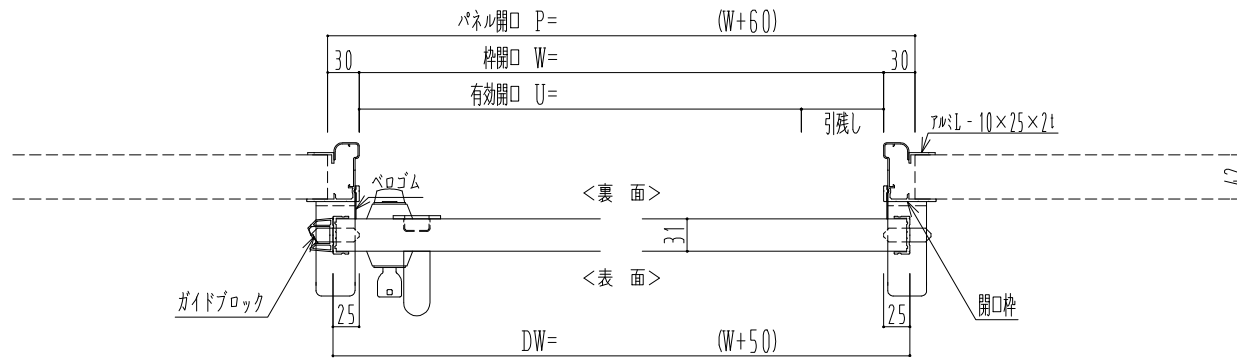 パネル開口 P= (W+60)
30 枠開口 W= 30
有効開口 U=
引残し
アルミL - 10×25×2t
ベロゴム
<裏 面>
42
31
<表 面>
ガイドブロック
開口枠
25 25
DW= (W+50)